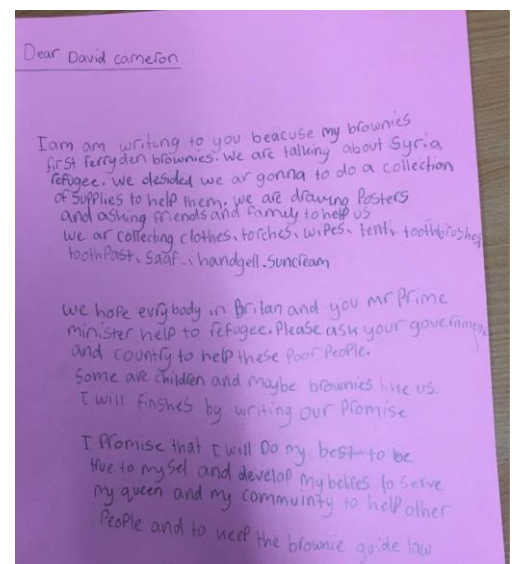 Dear David cameron
I am am writing to you beacuse my brownies
first ferryden brownies. we are talking about Syria
refugee. we desided we ar gonna to do a collection
of supplies to help them. we are drawing Posters
and asking friends and family to help us
we ar collecting clothes, torches, wipes, tent, toothbrushes
toothPast, , handgell. suncream
we hope evrybody in Britan and you mr Prime
minister help to refugee. Please ask your government
and country to help these Poor People.
Some are children and maybe brownies like us.
I will finshes by writing our Promise
I Promise that I will Do my best to be
true to mysel and develop my belifes to serve
my queen and my commuinty to help other
People and to keep the brownie guide law